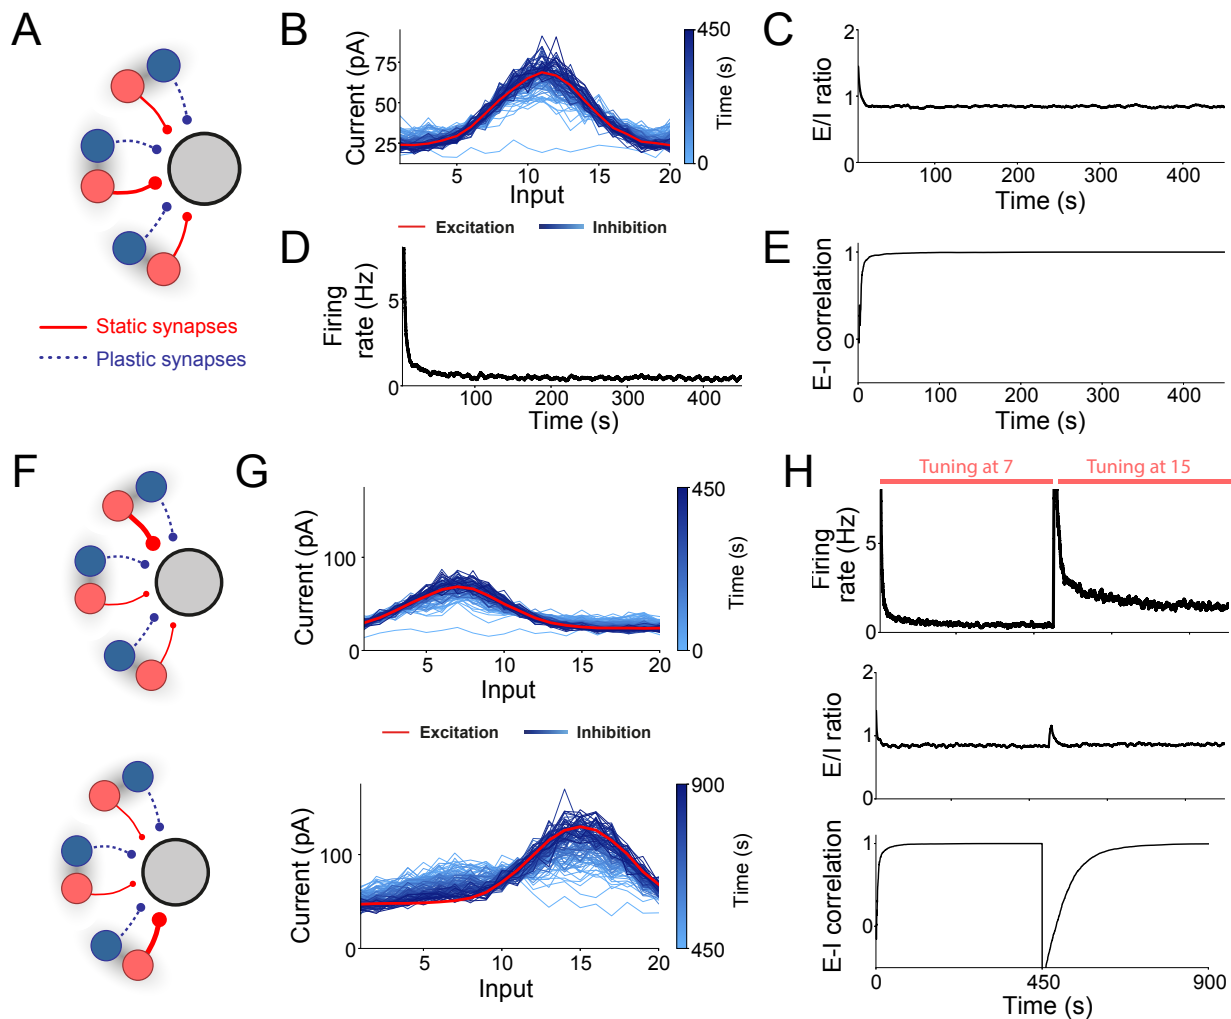 A
Static synapses
Plastic synapses
B
Current (pA)
75
50
25
5
10
15
20
Input
450
0
Time (s)
Excitation
Inhibition
C
E/I ratio
2
1
0
100
200
300
400
Time (s)
D
Firing
rate (Hz)
5
0
100
200
300
400
Time (s)
E
E-I correlation
1
0
0
100
200
300
400
Time (s)
F
G
Current (pA)
100
0
5
10
15
20
Input
450
0
Time (s)
Excitation
Inhibition
Current (pA)
100
0
5
10
15
20
Input
900
450
Time (s)
H
Tuning at 7
Tuning at 15
Firing
rate (Hz)
5
0
E/I ratio
2
1
0
E-I correlation
1
0
0
450
900
Time (s)